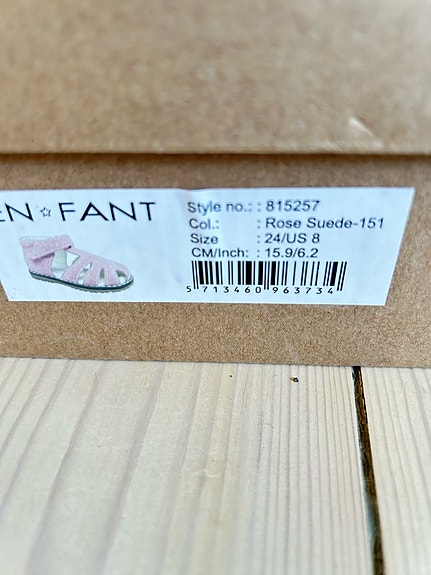 EN☆FANT
Style no.: : 815257
Col.: : Rose Suede-151
Size : 24/US 8
CM/Inch: : 15.9/6.2
5 713460 963734